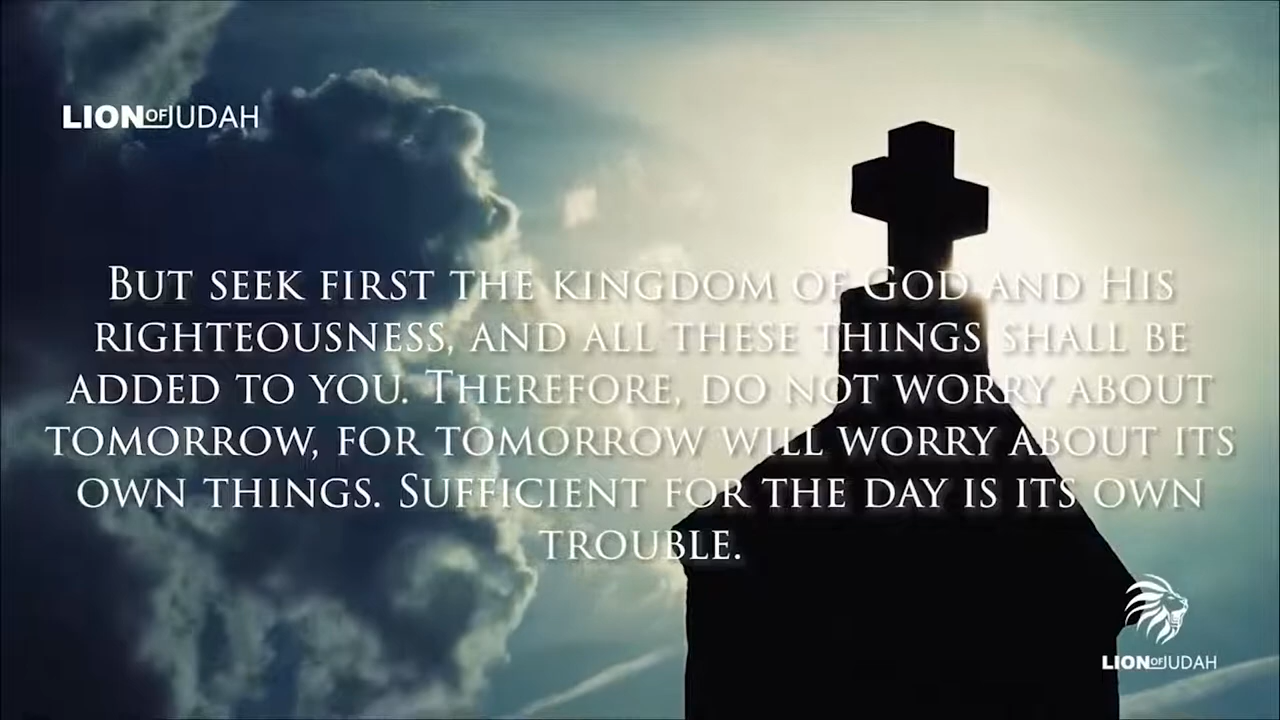 LION OF JUDAH
But seek first the kingdom of God and His
righteousness, and all these things shall be
added to you. Therefore, do not worry about
tomorrow, for tomorrow will worry about its
own things. Sufficient for the day is its own
trouble.
LION OF JUDAH